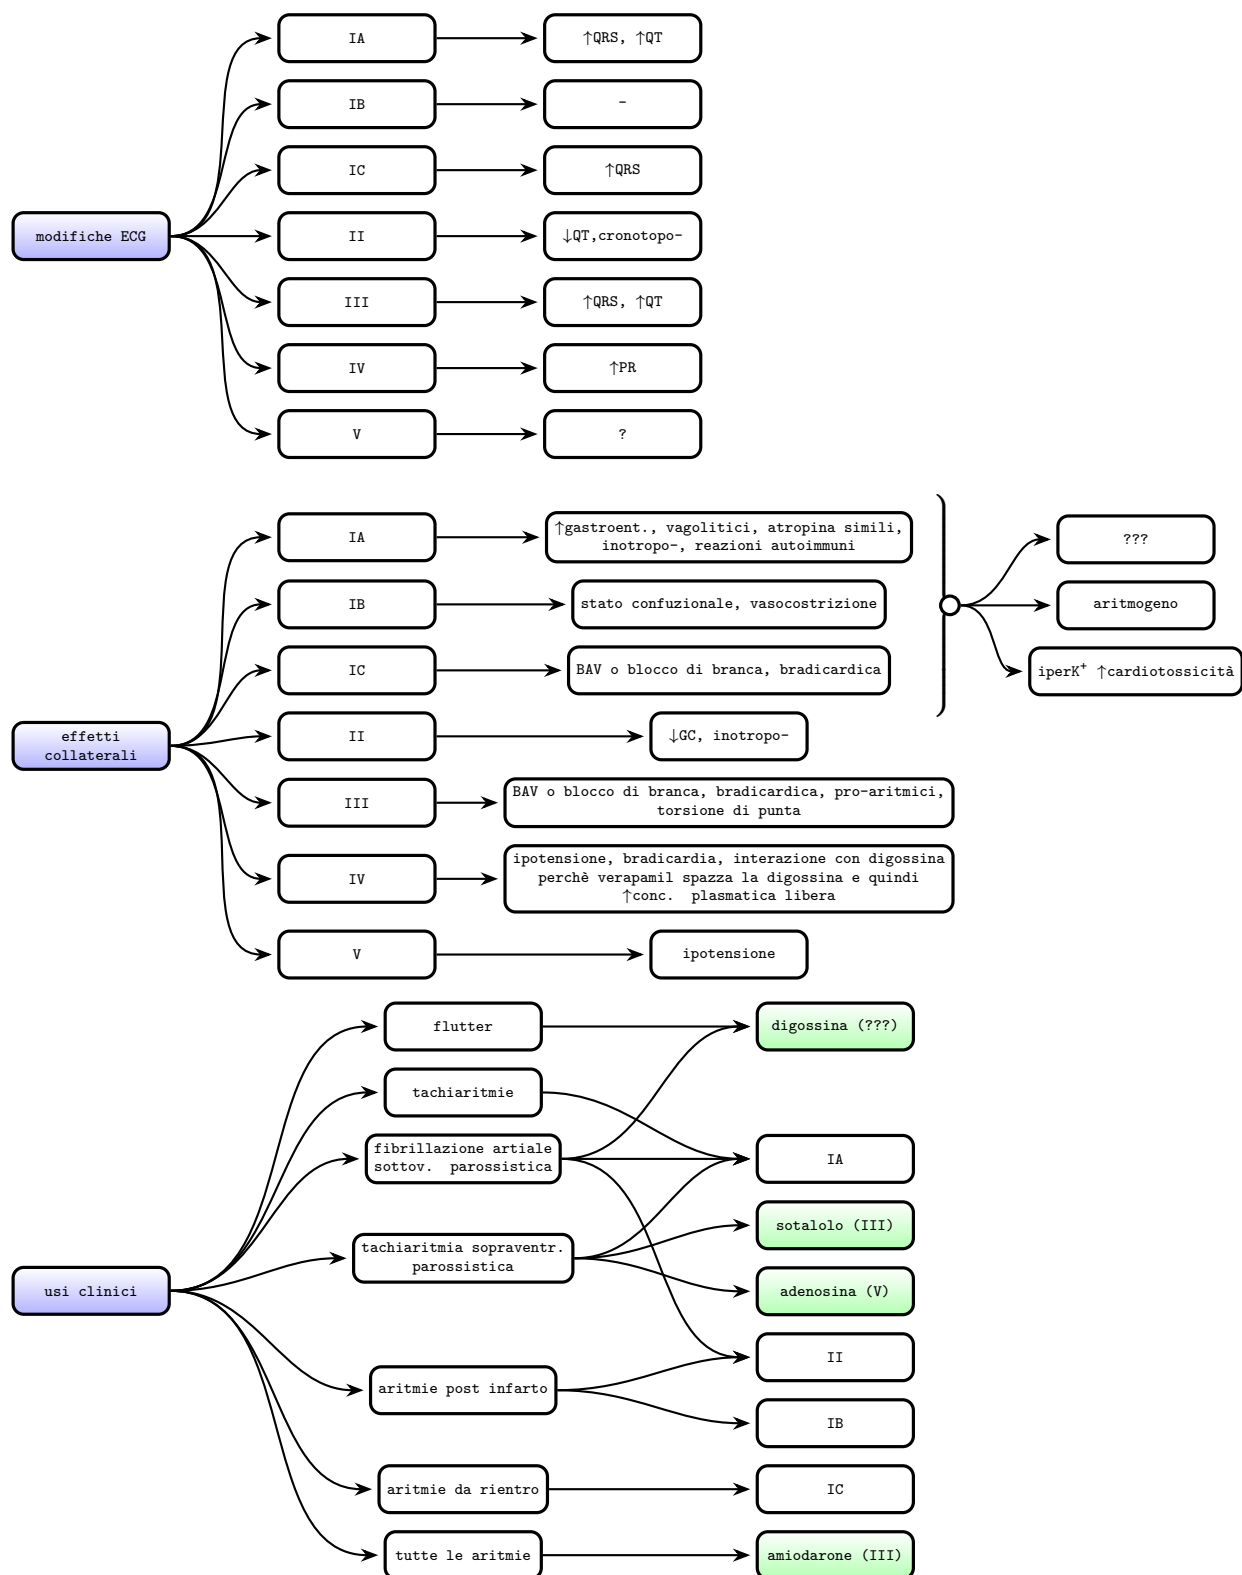 modifiche ECG
IA
↑QRS, ↑QT
IB
-
IC
↑QRS
II
↓QT,cronotopo-
III
↑QRS, ↑QT
IV
↑PR
V
?
effetti
collaterali
IA
↑gastroent., vagolitici, atropina simili,
inotropo-, reazioni autoimmuni
IB
stato confuzionale, vasocostrizione
IC
BAV o blocco di branca, bradicardica
???
aritmogeno
iperK⁺ ↑cardiotossicità
II
↓GC, inotropo-
III
BAV o blocco di branca, bradicardica, pro-aritmici,
torsione di punta
IV
ipotensione, bradicardia, interazione con digossina
perchè verapamil spazza la digossina e quindi
↑conc. plasmatica libera
V
ipotensione
usi clinici
flutter
tachiaritmie
fibrillazione artiale
sottov. parossistica
tachiaritmia sopraventr.
parossistica
aritmie post infarto
aritmie da rientro
tutte le aritmie
digossina (???)
IA
sotalolo (III)
adenosina (V)
II
IB
IC
amiodarone (III)